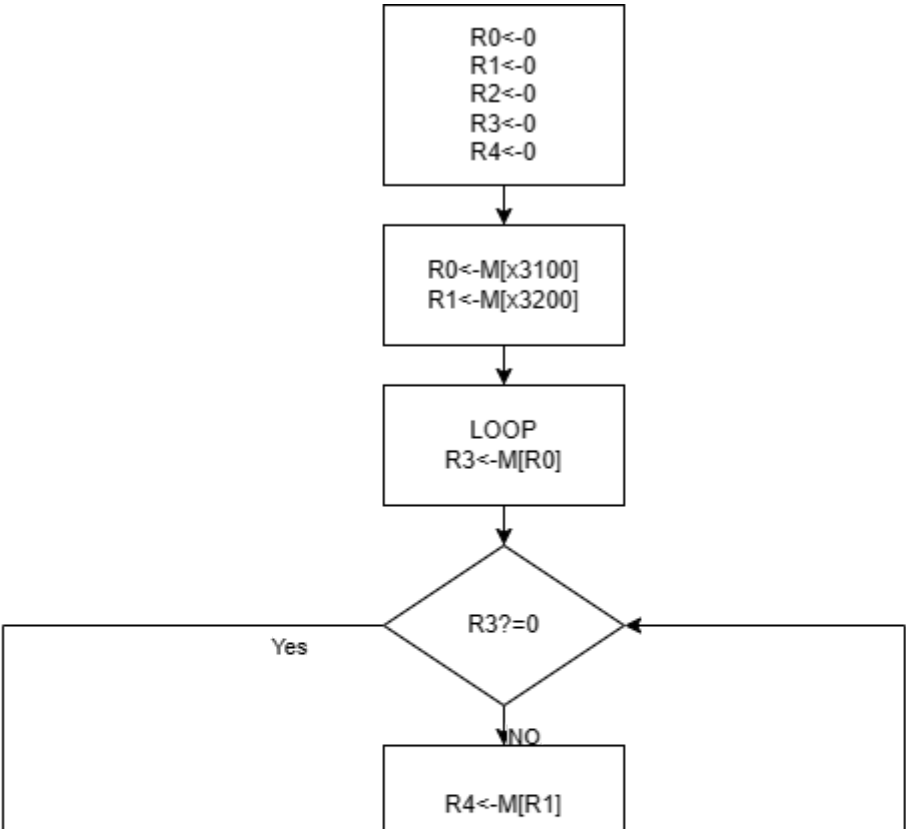 R0<-0
R1<-0
R2<-0
R3<-0
R4<-0
R0<-M[x3100]
R1<-M[x3200]
LOOP
R3<-M[R0]
R3?=0
Yes
NO
R4<-M[R1]